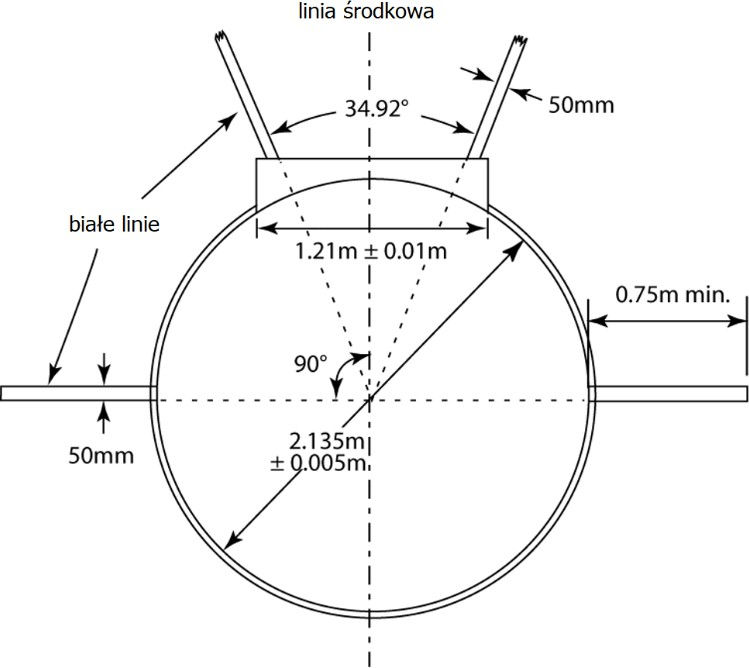 linia środkowa
34.92°
50mm
białe linie
1.21m ± 0.01m
0.75m min.
90°
2.135m
± 0.005m
50mm